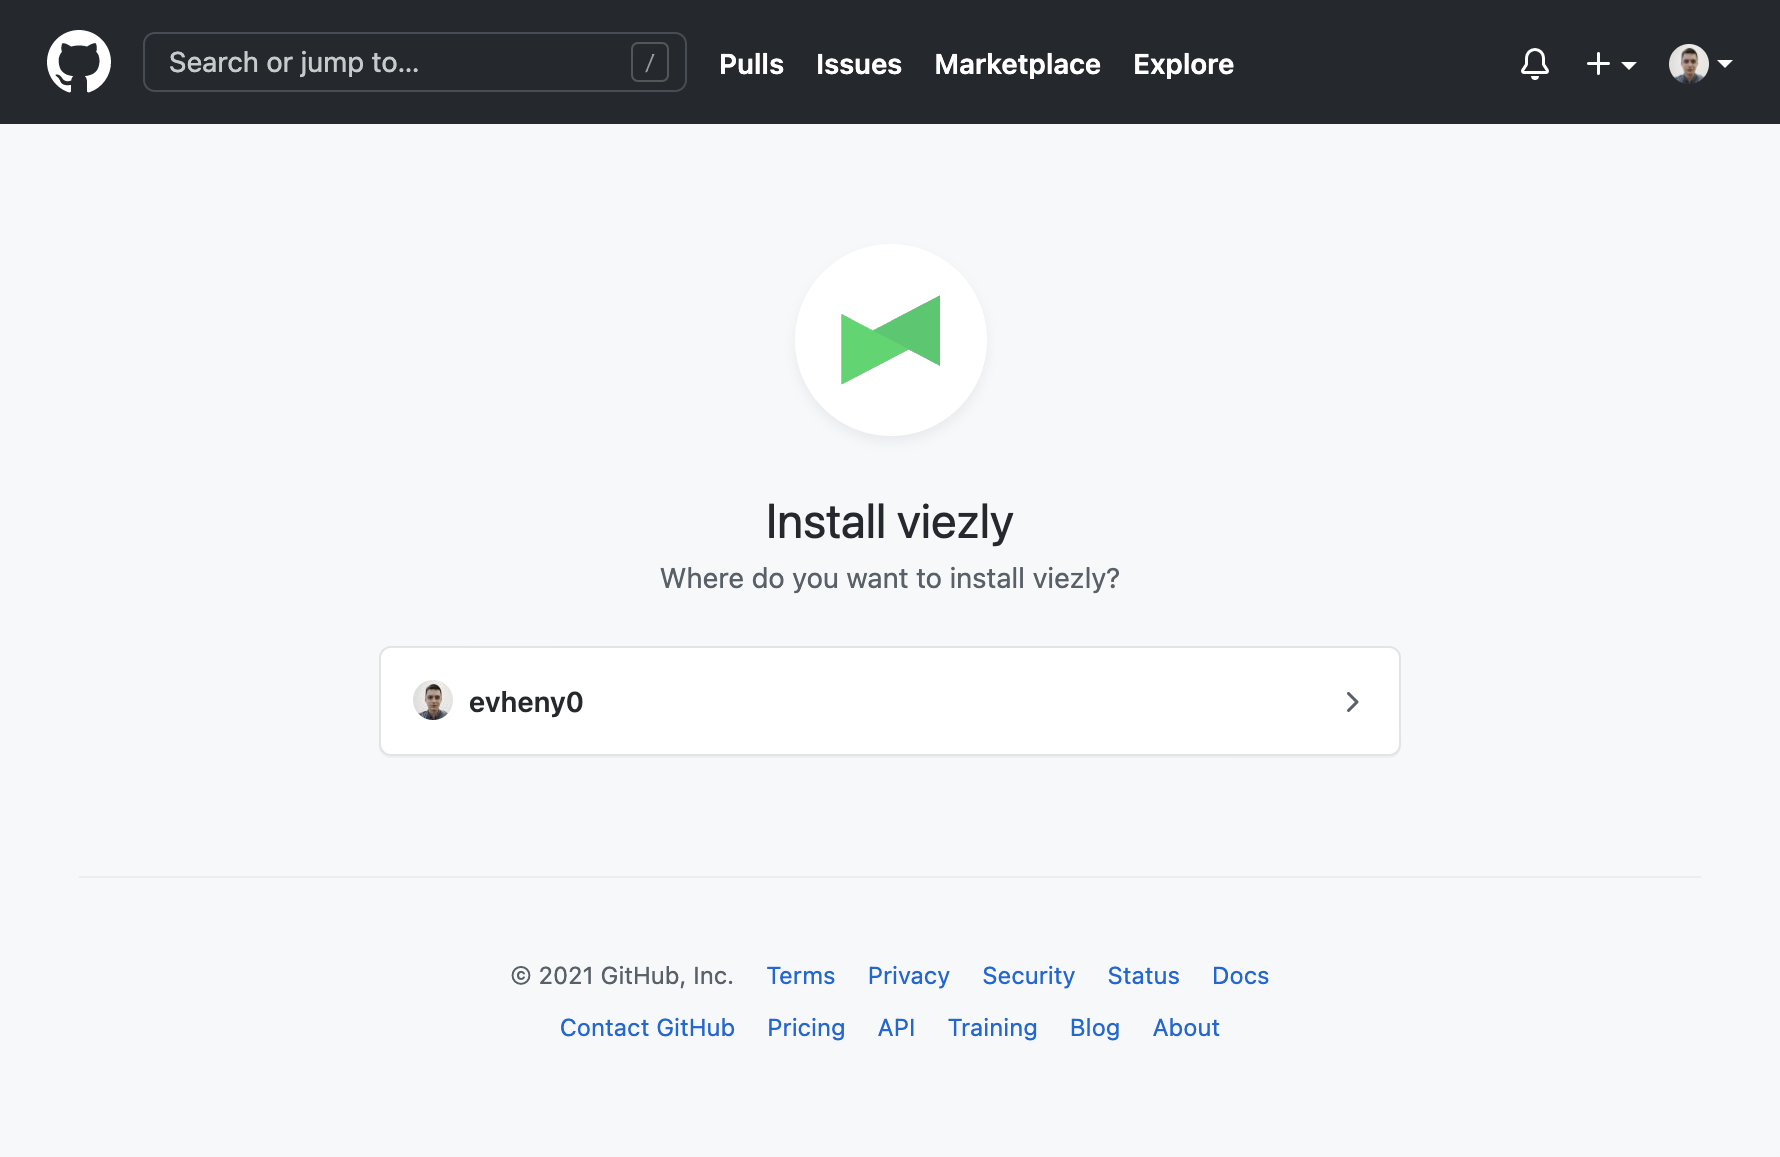 Search or jump to... / Pulls Issues Marketplace Explore
Install viezly
Where do you want to install viezly?
evheny0
© 2021 GitHub, Inc. Terms Privacy Security Status Docs
Contact GitHub Pricing API Training Blog About